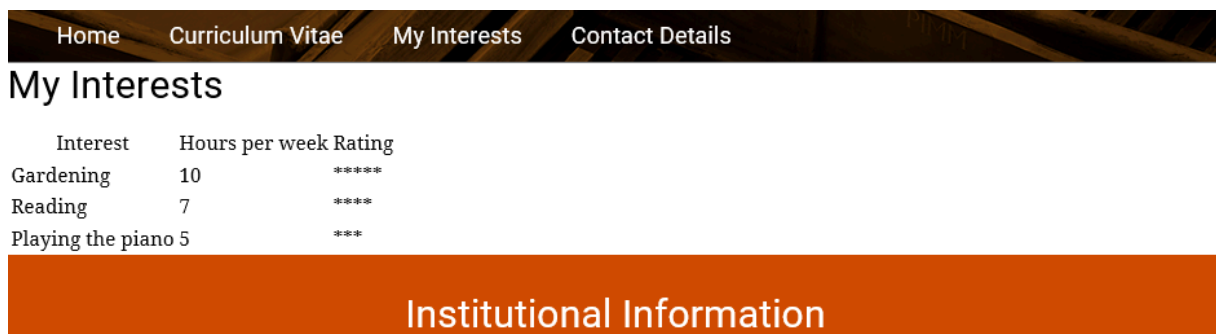 Home Curriculum Vitae My Interests Contact Details
My Interests
Interest Hours per week Rating
Gardening 10 *****
Reading 7 ****
Playing the piano 5 ***
Institutional Information